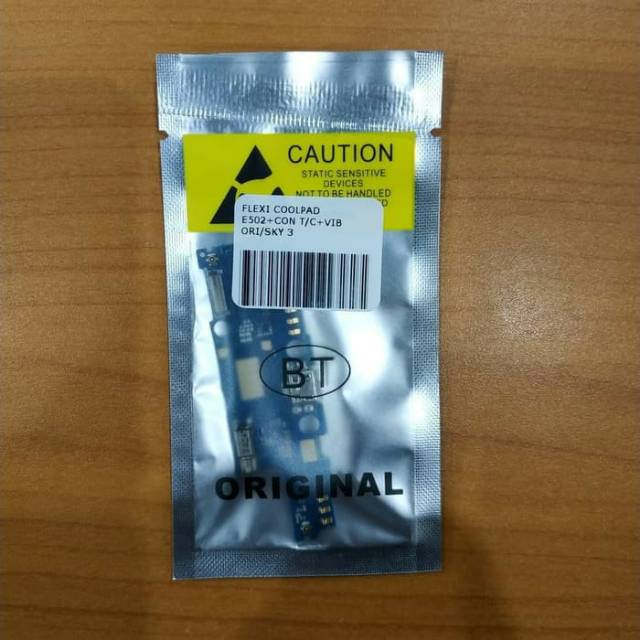 CAUTION
STATIC SENSITIVE
DEVICES
NOT TO BE HANDLED
FLEXI COOLPAD
E502+CON T/C+VIB
ORI/SKY 3
BT
ORIGINAL